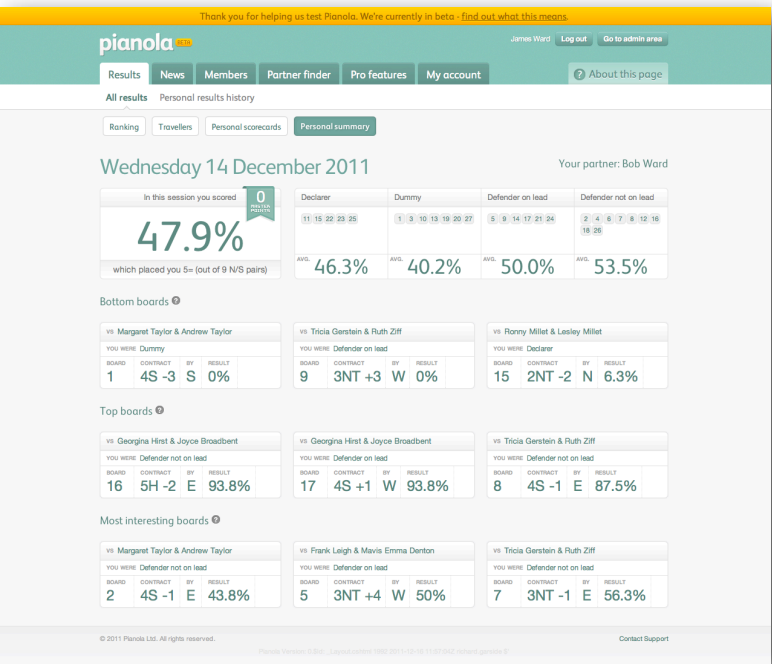 Thank you for helping us test Pianola. We're currently in beta - find out what this means.
pianola BETA
James Ward Log out Go to admin area
Results News Members Partner finder Pro features My account ? About this page
All results Personal results history
Ranking Travellers Personal scorecards Personal summary
Wednesday 14 December 2011
Your partner: Bob Ward
In this session you scored
0
MASTER
POINTS
47.9%
which placed you 5= (out of 9 N/S pairs)
Declarer Dummy Defender on lead Defender not on lead
11 15 22 23 25 1 3 10 13 19 20 27 5 9 14 17 21 24 2 4 6 7 8 12 16
18 26
AVG. 46.3% AVG. 40.2% AVG. 50.0% AVG. 53.5%
Bottom boards ?
vs Margaret Taylor & Andrew Taylor vs Tricia Gerstein & Ruth Ziff vs Ronny Millet & Lesley Millet
YOU WERE Dummy YOU WERE Defender on lead YOU WERE Declarer
BOARD CONTRACT BY RESULT BOARD CONTRACT BY RESULT BOARD CONTRACT BY RESULT
1 4S -3 S 0% 9 3NT +3 W 0% 15 2NT -2 N 6.3%
Top boards ?
vs Georgina Hirst & Joyce Broadbent vs Georgina Hirst & Joyce Broadbent vs Tricia Gerstein & Ruth Ziff
YOU WERE Defender not on lead YOU WERE Defender on lead YOU WERE Defender not on lead
BOARD CONTRACT BY RESULT BOARD CONTRACT BY RESULT BOARD CONTRACT BY RESULT
16 5H -2 E 93.8% 17 4S +1 W 93.8% 8 4S -1 E 87.5%
Most interesting boards ?
vs Margaret Taylor & Andrew Taylor vs Frank Leigh & Mavis Emma Denton vs Tricia Gerstein & Ruth Ziff
YOU WERE Defender not on lead YOU WERE Defender on lead YOU WERE Defender not on lead
BOARD CONTRACT BY RESULT BOARD CONTRACT BY RESULT BOARD CONTRACT BY RESULT
2 4S -1 E 43.8% 5 3NT +4 W 50% 7 3NT -1 E 56.3%
© 2011 Pianola Ltd. All rights reserved. Contact Support
Pianola Version: